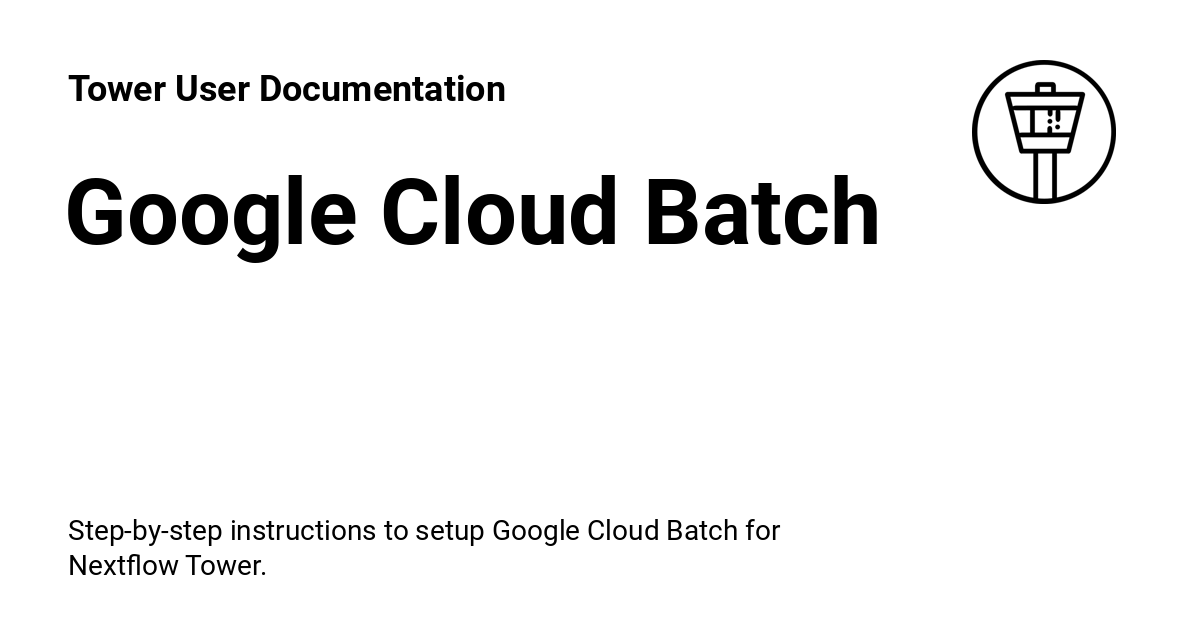 Tower User Documentation
Google Cloud Batch
Step-by-step instructions to setup Google Cloud Batch for
Nextflow Tower.